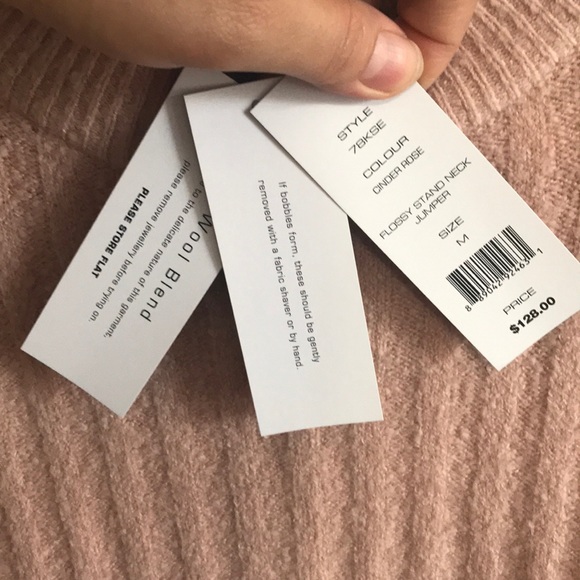 Wool Blend
to the delicate nature of this garment,
please remove jewellery before trying on.
PLEASE STORE FLAT
If bobbles form, these should be gently
removed with a fabric shaver or by hand.
STYLE
78KSE
COLOUR
CINDER ROSE
FLOSSY STAND NECK
JUMPER
SIZE
M
PRICE
$128.00